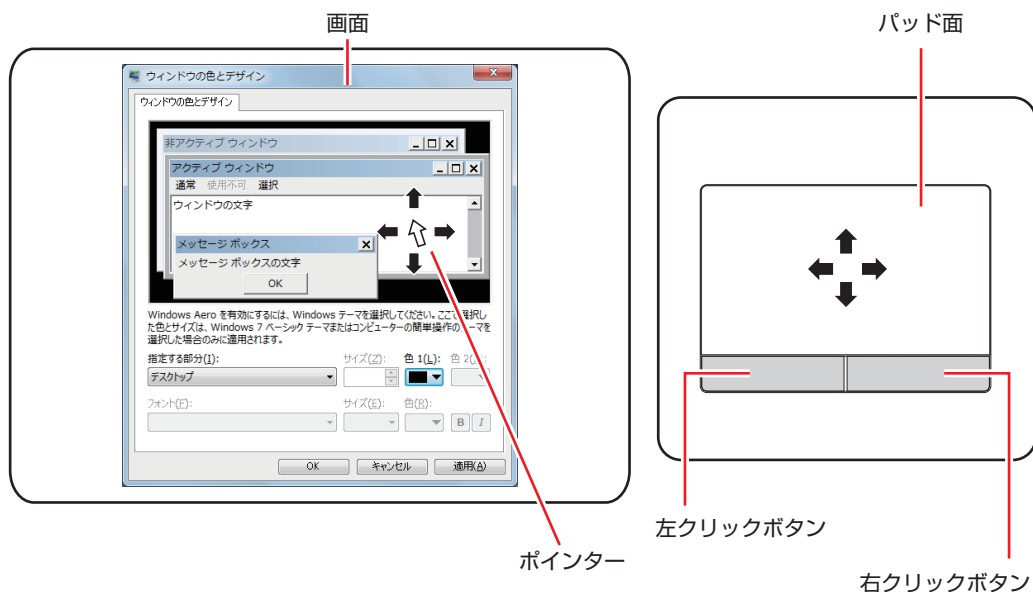 画面
パッド面
ウィンドウの色とデザイン
ウィンドウの色とデザイン
非アクティブ ウィンドウ
アクティブ ウィンドウ
通常 使用不可 選択
ウィンドウの文字
メッセージ ボックス
メッセージ ボックスの文字
OK
Windows Aero を有効にするには、Windows テーマを選択してください。ここで選択し
た色とサイズは、Windows 7 ベーシック テーマまたはコンピューターの簡単操作のテーマを
選択した場合のみに適用されます。
指定する部分(I): サイズ(Z): 色 1(L): 色 2():
デスクトップ
フォント(F): サイズ(E): 色(R):
B I
OK キャンセル 適用(A)
左クリックボタン
ポインター
右クリックボタン